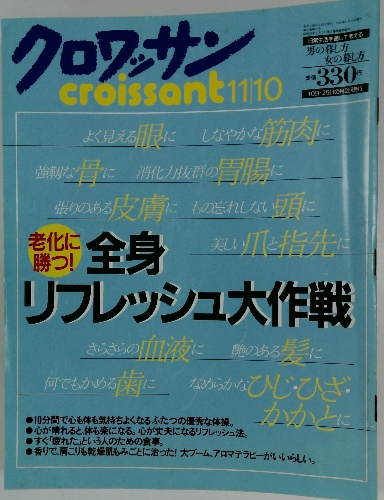 クロワッサン
croissant 11|10
日常生活を通して考える
男の暮し方
女の暮し方
定価330円
よく見える眼に しなやかな筋肉に
強靭な骨に 消化力抜群の胃腸に
張りのある皮膚に もの忘れしない頭に
美しい爪と指先に
老化に
勝つ!
全身
リフレッシュ大作戦
さらさらの血液に 艶のある髪に
何でもかめる歯に なめらかなひじ・ひざ・
かかとに
●10分間で心も体も気持ちよくなるふたつの優秀な体操。
●心が晴れると、体も楽になる。心が丈夫になるリフレッシュ法。
●すぐ「疲れた」という人のための食事。
●香りで、肩こりも乾燥肌もみごとに治った! 大ブーム、アロマテラピーがいいらしい。